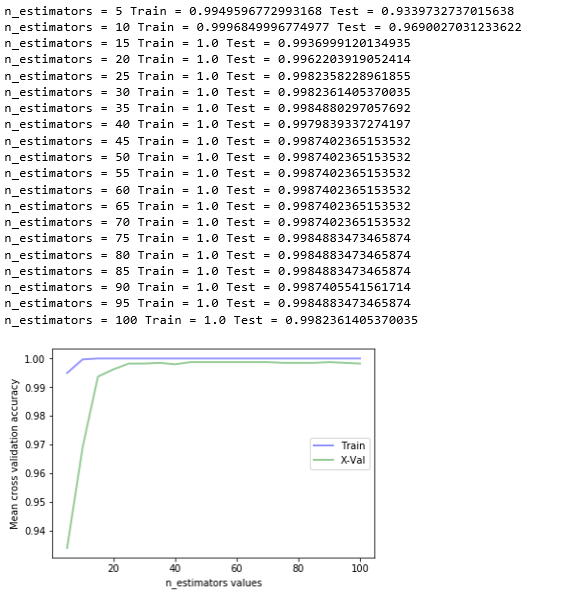 n_estimators = 5 Train = 0.9949596772993168 Test = 0.9339732737015638
n_estimators = 10 Train = 0.9996849996774977 Test = 0.9690027031233622
n_estimators = 15 Train = 1.0 Test = 0.9936999120134935
n_estimators = 20 Train = 1.0 Test = 0.9962203919052414
n_estimators = 25 Train = 1.0 Test = 0.9982358228961855
n_estimators = 30 Train = 1.0 Test = 0.9982361405370035
n_estimators = 35 Train = 1.0 Test = 0.9984880297057692
n_estimators = 40 Train = 1.0 Test = 0.9979839337274197
n_estimators = 45 Train = 1.0 Test = 0.9987402365153532
n_estimators = 50 Train = 1.0 Test = 0.9987402365153532
n_estimators = 55 Train = 1.0 Test = 0.9987402365153532
n_estimators = 60 Train = 1.0 Test = 0.9987402365153532
n_estimators = 65 Train = 1.0 Test = 0.9987402365153532
n_estimators = 70 Train = 1.0 Test = 0.9987402365153532
n_estimators = 75 Train = 1.0 Test = 0.9984883473465874
n_estimators = 80 Train = 1.0 Test = 0.9984883473465874
n_estimators = 85 Train = 1.0 Test = 0.9984883473465874
n_estimators = 90 Train = 1.0 Test = 0.9987405541561714
n_estimators = 95 Train = 1.0 Test = 0.9984883473465874
n_estimators = 100 Train = 1.0 Test = 0.9982361405370035
Mean cross validation accuracy
1.00
0.99
0.98
0.97
0.96
0.95
0.94
Train
X-Val
20 40 60 80 100
n_estimators values